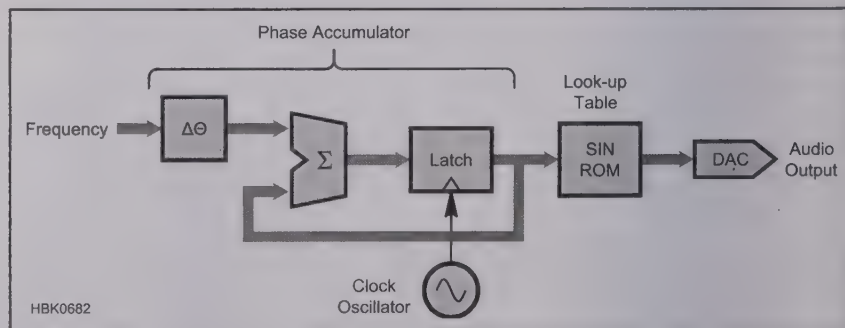 Phase Accumulator
Look-up
Table
Frequency
ΔΘ
Σ
Latch
SIN
ROM
DAC
Audio
Output
Clock
Oscillator
HBK0682